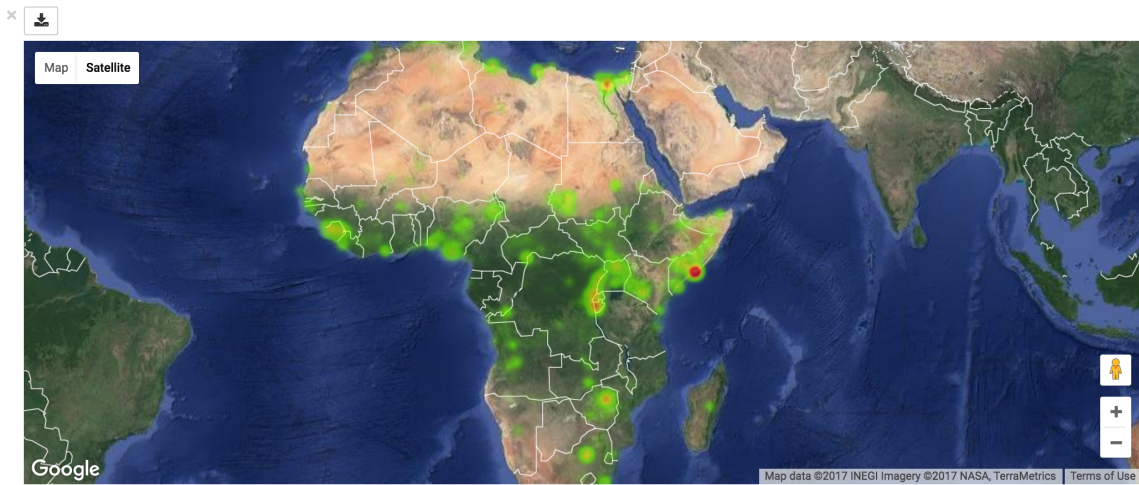 Map Satellite
Google
Map data ©2017 INEGI Imagery ©2017 NASA, TerraMetrics Terms of Use